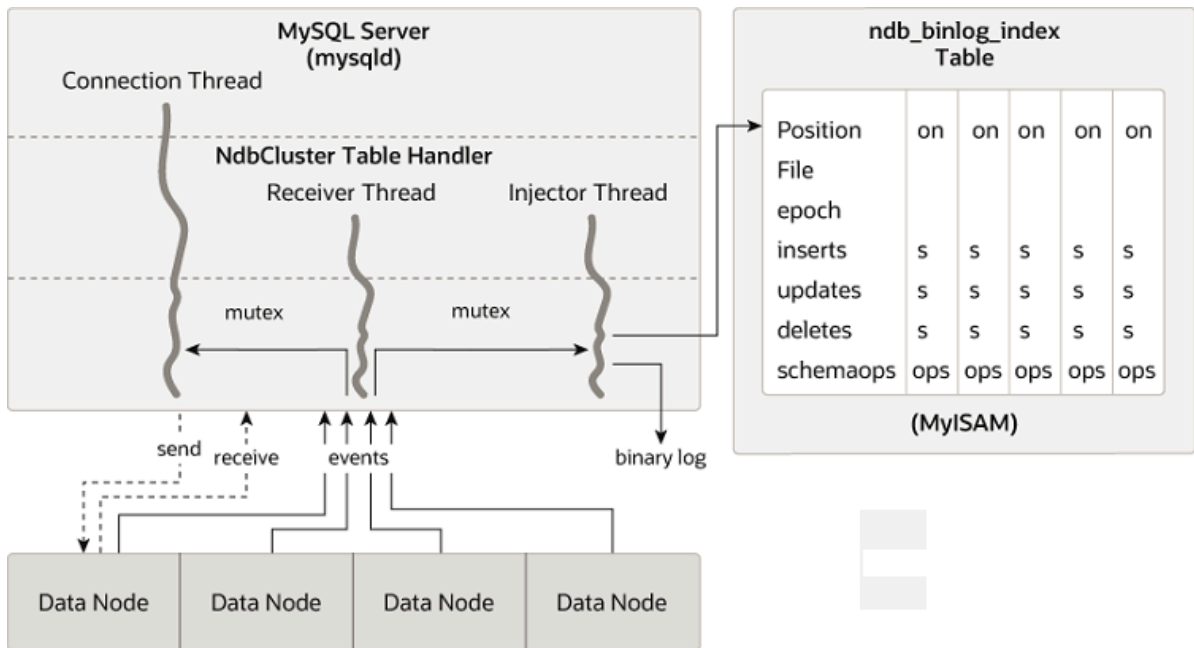 MySQL Server
(mysqld)
Connection Thread
NdbCluster Table Handler
Receiver Thread
Injector Thread
mutex
mutex
send
receive
events
binary log
Data Node
Data Node
Data Node
Data Node
ndb_binlog_index
Table
Position on on on on on
File
epoch
inserts s s s s s
updates s s s s s
deletes s s s s s
schemaops ops ops ops ops ops
(MyISAM)